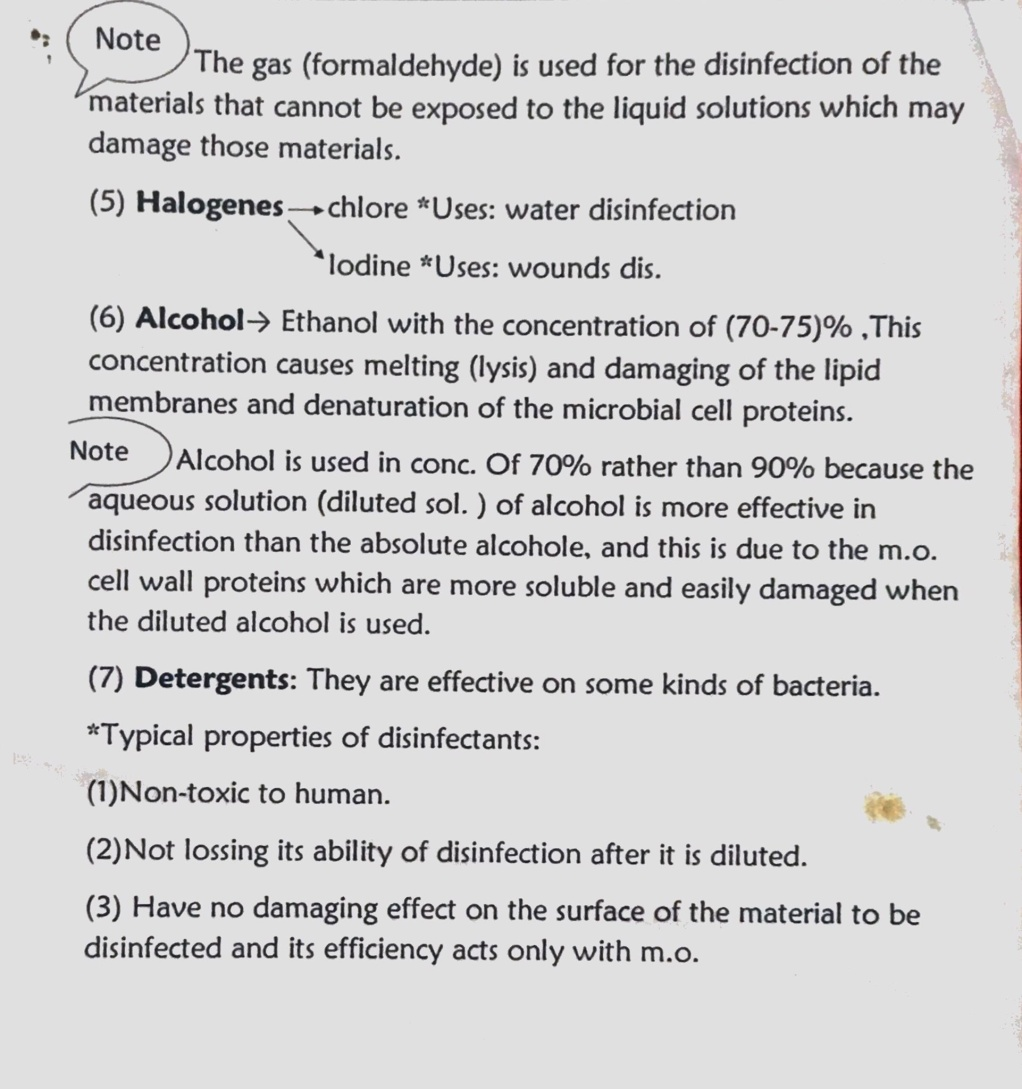 Note
The gas (formaldehyde) is used for the disinfection of the
materials that cannot be exposed to the liquid solutions which may
damage those materials.
(5) Halogenes→chlore *Uses: water disinfection
Iodine *Uses: wounds dis.
(6) Alcohol→ Ethanol with the concentration of (70-75)% ,This
concentration causes melting (lysis) and damaging of the lipid
membranes and denaturation of the microbial cell proteins.
Note
Alcohol is used in conc. Of 70% rather than 90% because the
aqueous solution (diluted sol. ) of alcohol is more effective in
disinfection than the absolute alcohole, and this is due to the m.o.
cell wall proteins which are more soluble and easily damaged when
the diluted alcohol is used.
(7) Detergents: They are effective on some kinds of bacteria.
*Typical properties of disinfectants:
(1)Non-toxic to human.
(2)Not lossing its ability of disinfection after it is diluted.
(3) Have no damaging effect on the surface of the material to be
disinfected and its efficiency acts only with m.o.